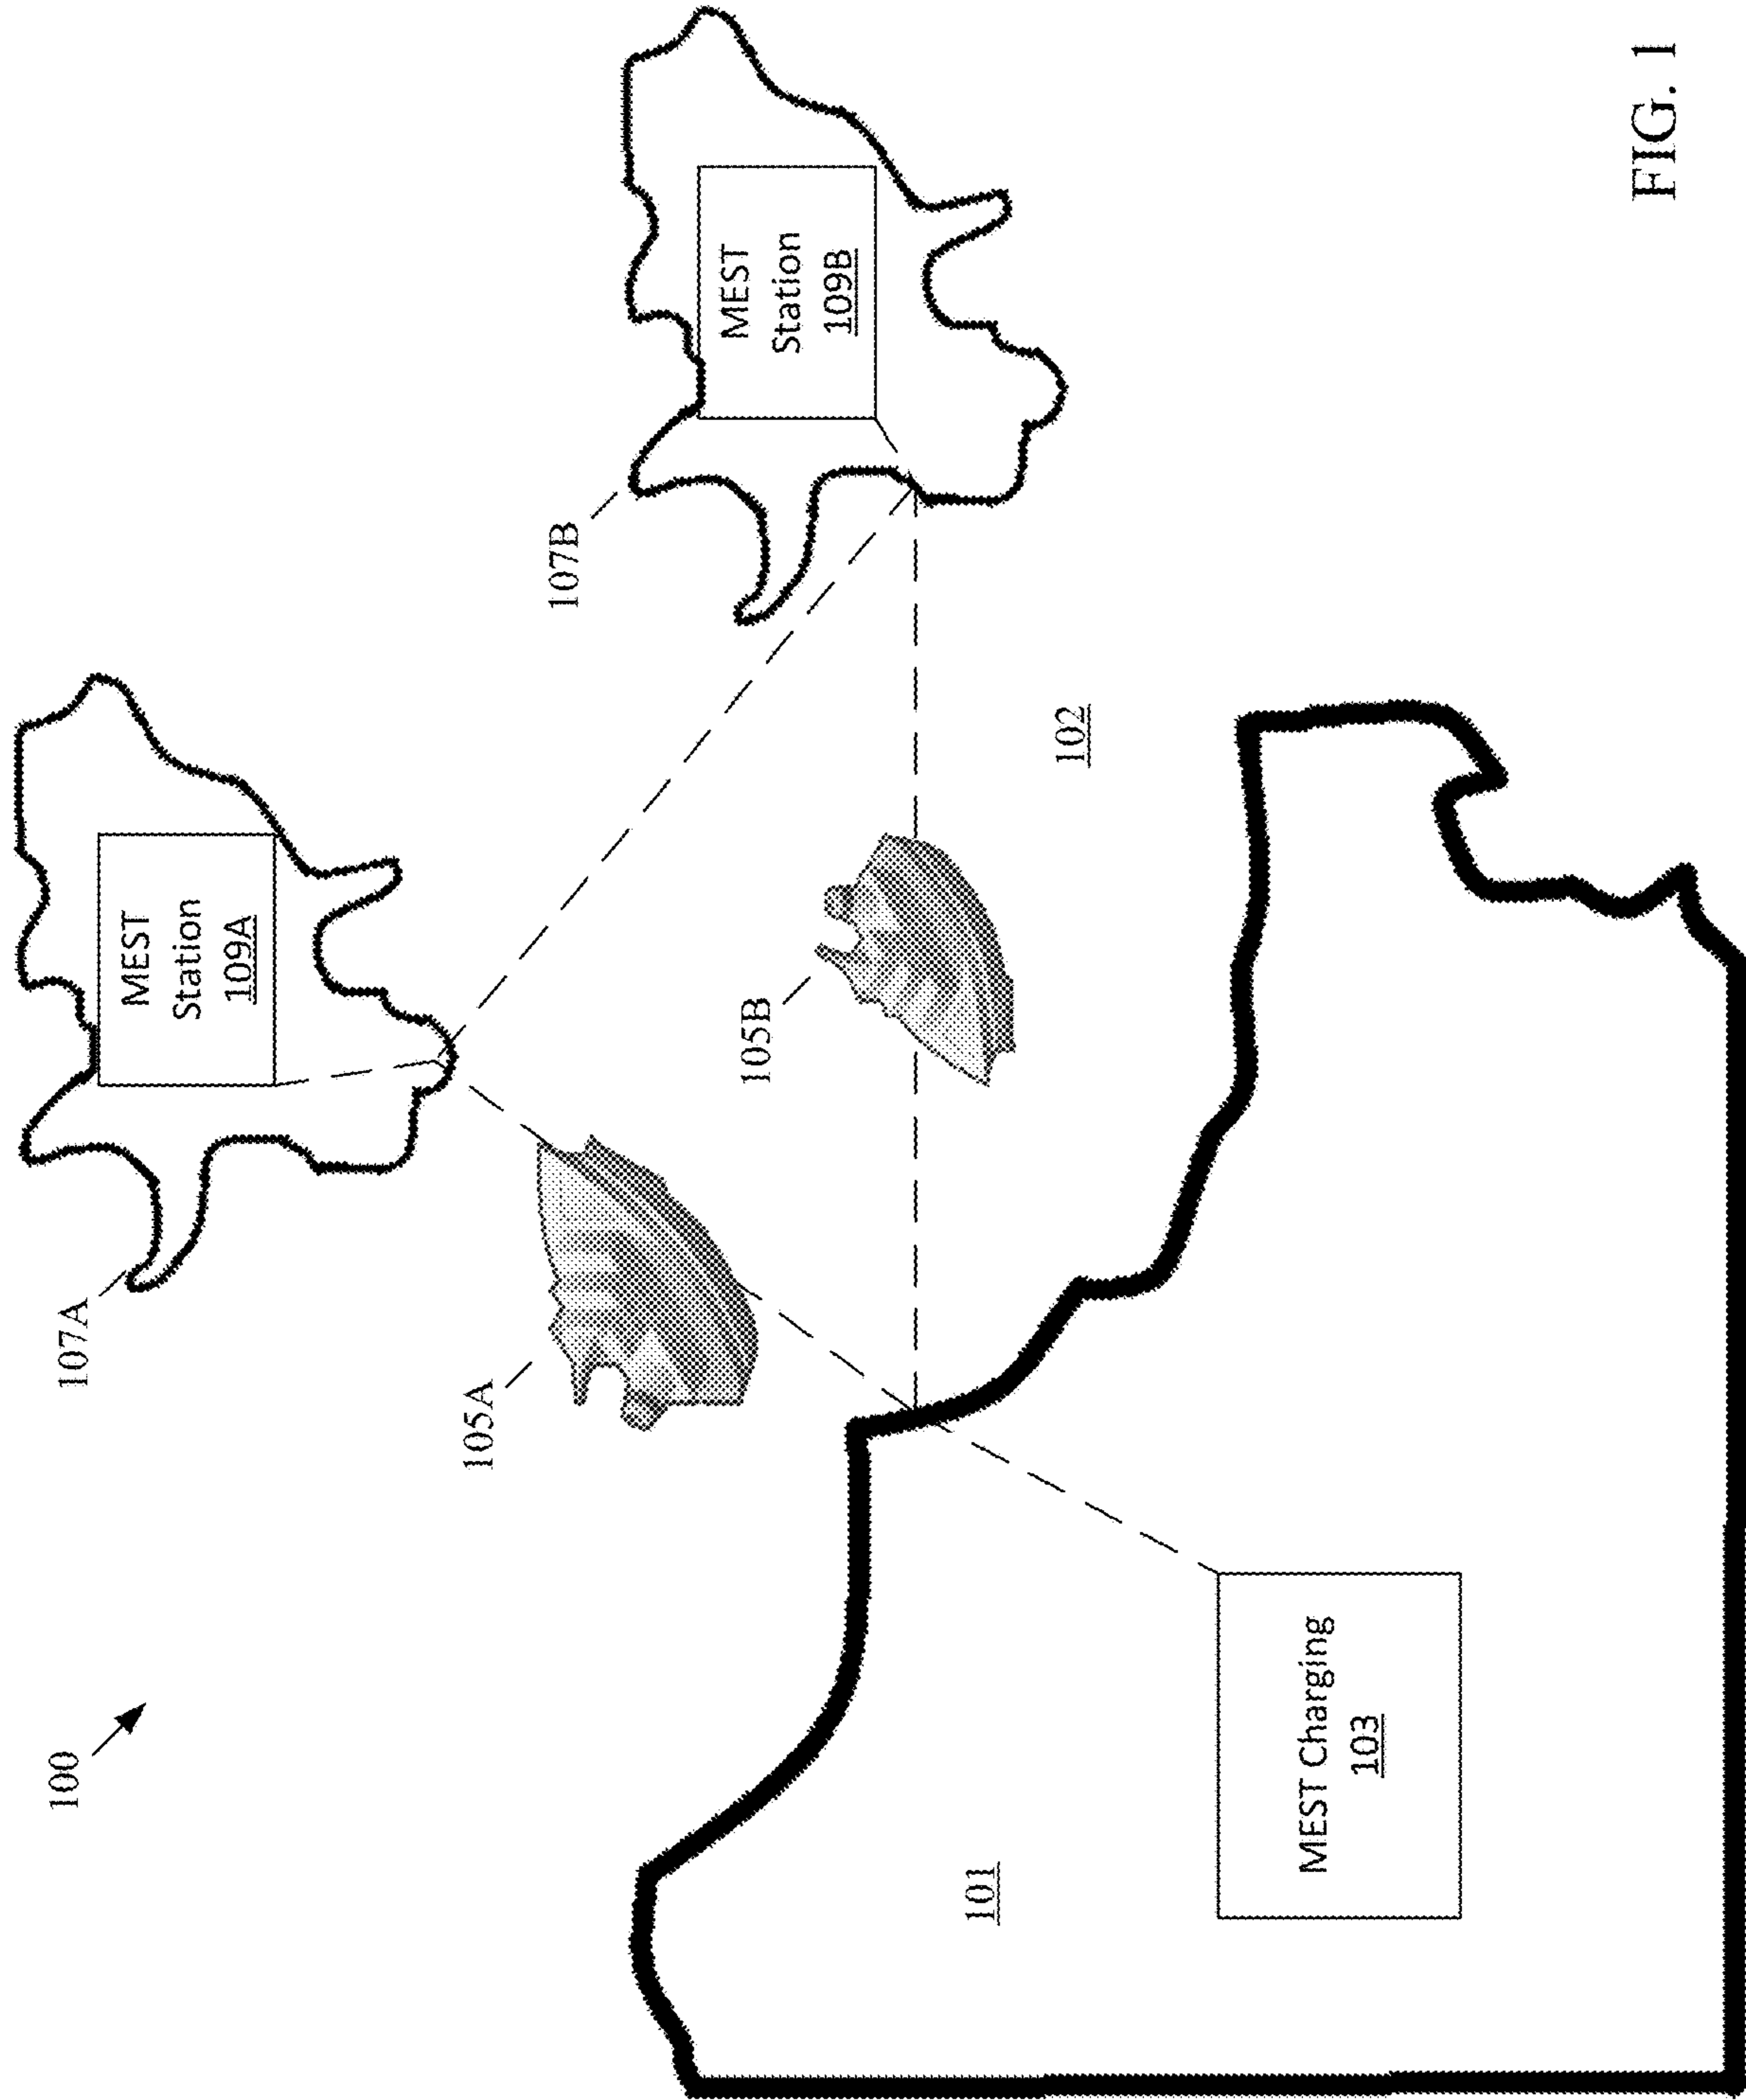 100
107A
MEST
Station
109A
107B
MEST
Station
109B
105A
105B
102
101
MEST Charging
103
FIG. 1